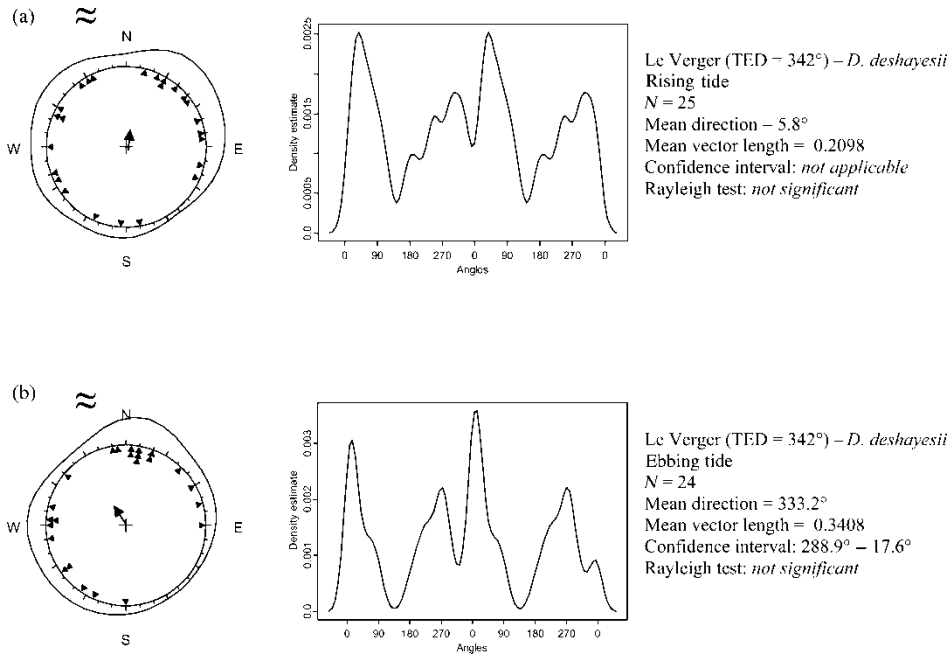 (a)
≈
N
W
E
S
Density estimate
0.0025
0.0015
0.0005
0.0
0 90 180 270 0 90 180 270 0
Angles
Le Verger (TED = 342°) – D. deshayesii
Rising tide
N = 25
Mean direction – 5.8°
Mean vector length = 0.2098
Confidence interval: not applicable
Rayleigh test: not significant
(b)
≈
N
W
E
S
Density estimate
0.003
0.002
0.001
0.0
0 90 180 270 0 90 180 270 0
Angles
Le Verger (TED = 342°) – D. deshayesii
Ebbing tide
N = 24
Mean direction = 333.2°
Mean vector length = 0.3408
Confidence interval: 288.9° – 17.6°
Rayleigh test: not significant